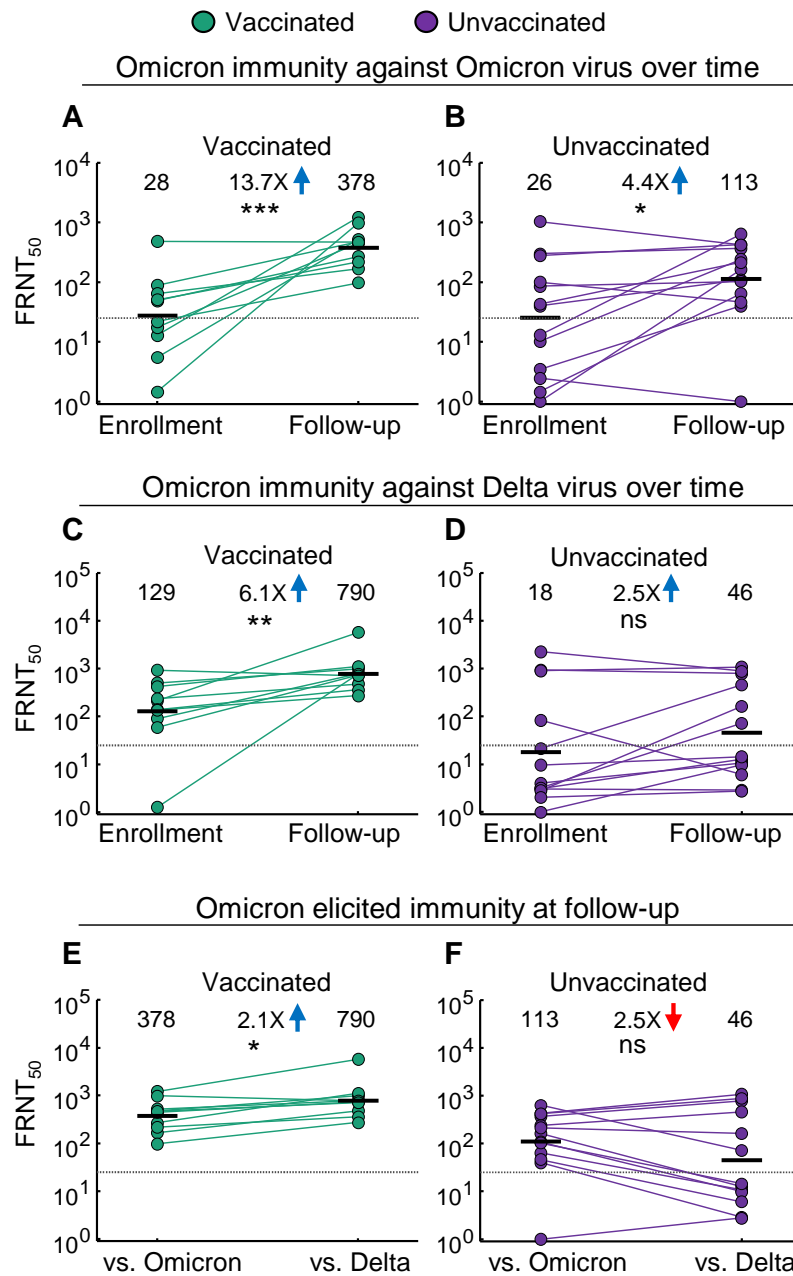 Vaccinated Unvaccinated
Omicron immunity against Omicron virus over time
A B
Vaccinated Unvaccinated
10⁴ 28 13.7X 378 10⁴ 26 4.4X 113
*** *
10³ 10³
FRNT₅₀
10² 10²
10¹ 10¹
10⁰ 10⁰
Enrollment Follow-up Enrollment Follow-up
Omicron immunity against Delta virus over time
C D
Vaccinated Unvaccinated
10⁵ 10⁵
129 6.1X 790 18 2.5X 46
10⁴ ** 10⁴ ns
10³ 10³
FRNT₅₀
10² 10²
10¹ 10¹
10⁰ 10⁰
Enrollment Follow-up Enrollment Follow-up
Omicron elicited immunity at follow-up
E F
Vaccinated Unvaccinated
10⁵ 10⁵
378 2.1X 790 113 2.5X 46
10⁴ * 10⁴ ns
10³ 10³
FRNT₅₀
10² 10²
10¹ 10¹
10⁰ 10⁰
vs. Omicron vs. Delta vs. Omicron vs. Delta